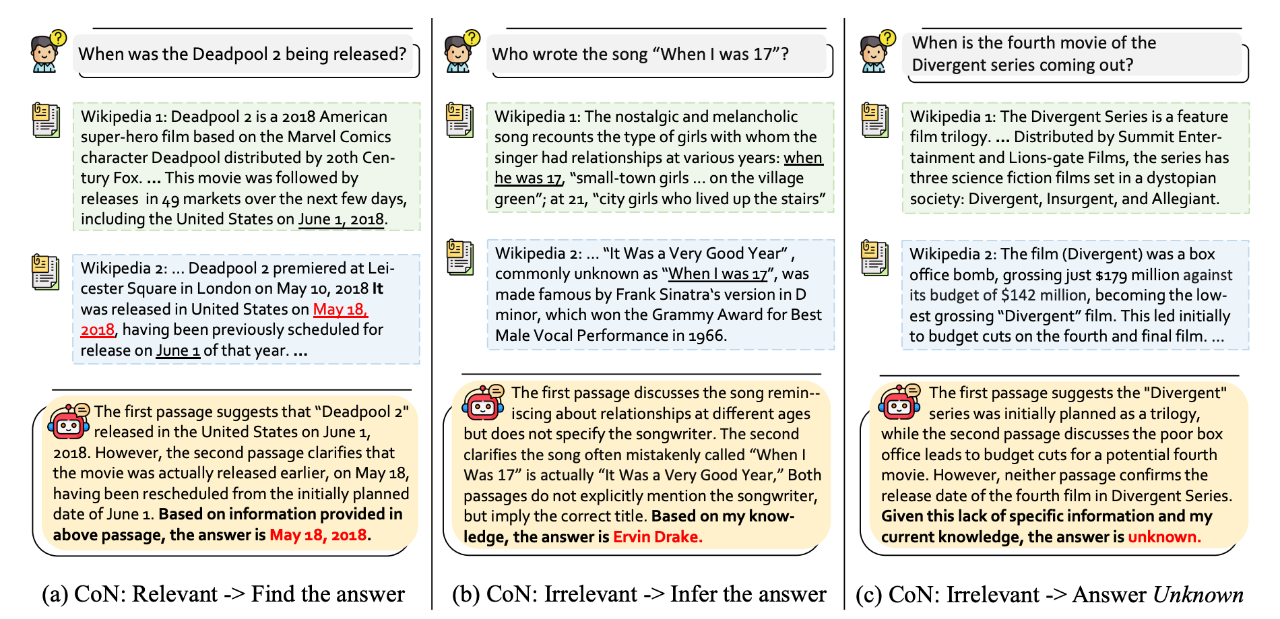 When was the Deadpool 2 being released?
Wikipedia 1: Deadpool 2 is a 2018 American
super-hero film based on the Marvel Comics
character Deadpool distributed by 20th Cen-
tury Fox. ... This movie was followed by
releases in 49 markets over the next few days,
including the United States on June 1, 2018.
Wikipedia 2: ... Deadpool 2 premiered at Lei-
cester Square in London on May 10, 2018 It
was released in United States on May 18,
2018, having been previously scheduled for
release on June 1 of that year. ...
The first passage suggests that “Deadpool 2"
released in the United States on June 1,
2018. However, the second passage clarifies that
the movie was actually released earlier, on May 18,
having been rescheduled from the initially planned
date of June 1. Based on information provided in
above passage, the answer is May 18, 2018.
(a) CoN: Relevant -> Find the answer
Who wrote the song “When I was 17”?
Wikipedia 1: The nostalgic and melancholic
song recounts the type of girls with whom the
singer had relationships at various years: when
he was 17, “small-town girls ... on the village
green”; at 21, “city girls who lived up the stairs”
Wikipedia 2: ... “It Was a Very Good Year” ,
commonly unknown as “When I was 17”, was
made famous by Frank Sinatra‘s version in D
minor, which won the Grammy Award for Best
Male Vocal Performance in 1966.
The first passage discusses the song remin--
iscing about relationships at different ages
but does not specify the songwriter. The second
clarifies the song often mistakenly called “When I
Was 17” is actually “It Was a Very Good Year,” Both
passages do not explicitly mention the songwriter,
but imply the correct title. Based on my know-
ledge, the answer is Ervin Drake.
(b) CoN: Irrelevant -> Infer the answer
When is the fourth movie of the
Divergent series coming out?
Wikipedia 1: The Divergent Series is a feature
film trilogy. ... Distributed by Summit Enter-
tainment and Lions-gate Films, the series has
three science fiction films set in a dystopian
society: Divergent, Insurgent, and Allegiant.
Wikipedia 2: The film (Divergent) was a box
office bomb, grossing just $179 million against
its budget of $142 million, becoming the low-
est grossing “Divergent” film. This led initially
to budget cuts on the fourth and final film. ...
The first passage suggests the "Divergent"
series was initially planned as a trilogy,
while the second passage discusses the poor box
office leads to budget cuts for a potential fourth
movie. However, neither passage confirms the
release date of the fourth film in Divergent Series.
Given this lack of specific information and my
current knowledge, the answer is unknown.
(c) CoN: Irrelevant -> Answer Unknown